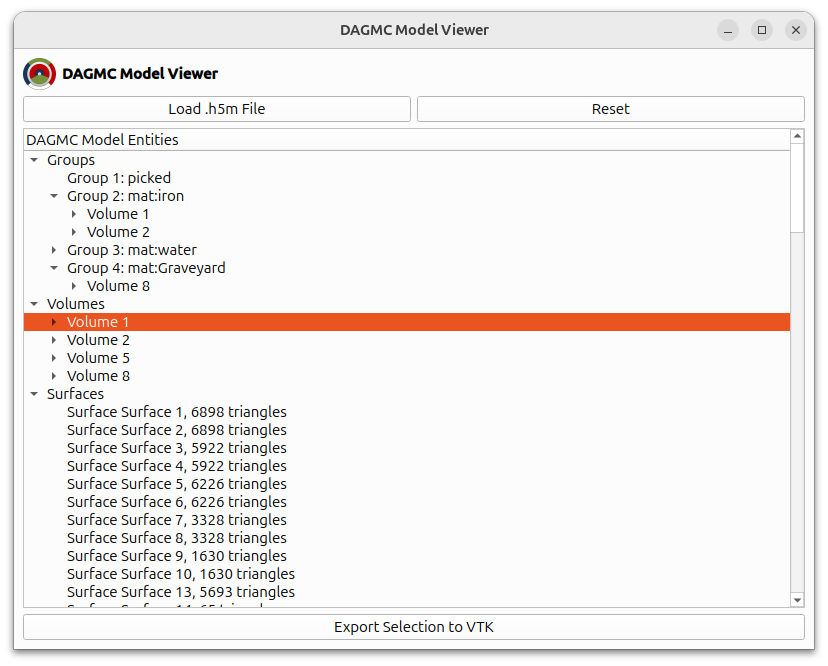 DAGMC Model Viewer
DAGMC Model Viewer
Load .h5m File
Reset
DAGMC Model Entities
Groups
Group 1: picked
Group 2: mat:iron
Volume 1
Volume 2
Group 3: mat:water
Group 4: mat:Graveyard
Volume 8
Volumes
Volume 1
Volume 2
Volume 5
Volume 8
Surfaces
Surface Surface 1, 6898 triangles
Surface Surface 2, 6898 triangles
Surface Surface 3, 5922 triangles
Surface Surface 4, 5922 triangles
Surface Surface 5, 6226 triangles
Surface Surface 6, 6226 triangles
Surface Surface 7, 3328 triangles
Surface Surface 8, 3328 triangles
Surface Surface 9, 1630 triangles
Surface Surface 10, 1630 triangles
Surface Surface 13, 5693 triangles
Export Selection to VTK